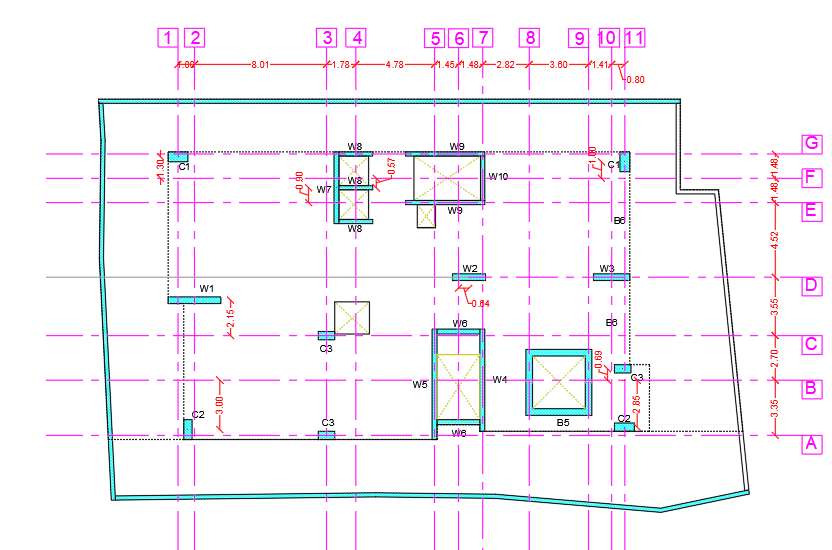 1 2 3 4 5 6 7 8 9 10 11
1.00 8.01 1.78 4.78 1.45 1.48 2.82 3.60 1.41
0.80
G
W8 W9 1.00 1.48
1.30 C1 0.57 C1
F
0.90 W7 W8 W10 1.48
W9 E
W8 B6
4.52
W2 W3
D
W1 0.64
2.15 3.55
W6 B6
C3 C
0.69 2.70
W5 W4 C3
B
3.00 2.85
C2 3.35
C3 B5 C2
W6 A